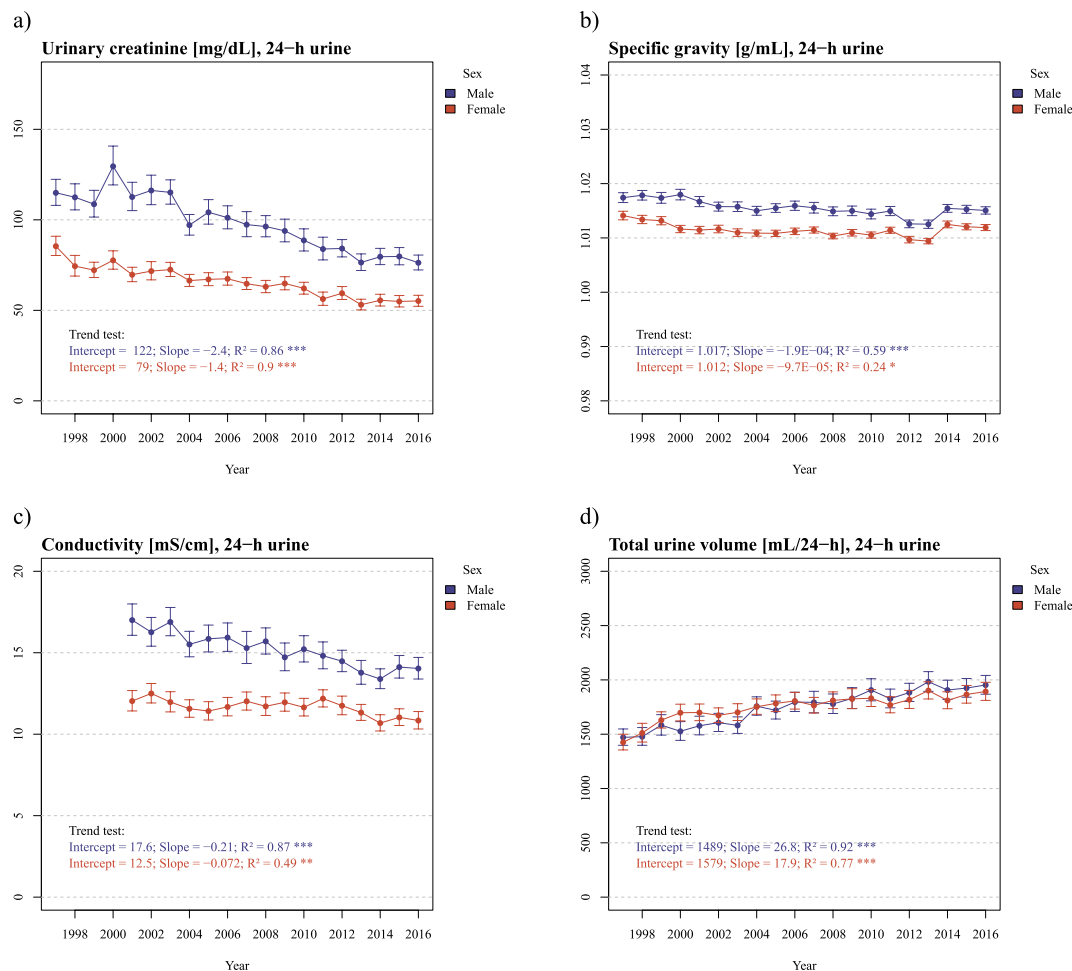 a)
Urinary creatinine [mg/dL], 24−h urine
Sex
Male
Female
150
100
50
0
Trend test:
Intercept = 122; Slope = −2.4; R² = 0.86 ***
Intercept = 79; Slope = −1.4; R² = 0.9 ***
1998 2000 2002 2004 2006 2008 2010 2012 2014 2016
Year
b)
Specific gravity [g/mL], 24−h urine
Sex
Male
Female
1.04
1.03
1.02
1.01
1.00
0.99
0.98
Trend test:
Intercept = 1.017; Slope = −1.9E−04; R² = 0.59 ***
Intercept = 1.012; Slope = −9.7E−05; R² = 0.24 *
1998 2000 2002 2004 2006 2008 2010 2012 2014 2016
Year
c)
Conductivity [mS/cm], 24−h urine
Sex
Male
Female
20
15
10
5
0
Trend test:
Intercept = 17.6; Slope = −0.21; R² = 0.87 ***
Intercept = 12.5; Slope = −0.072; R² = 0.49 **
1998 2000 2002 2004 2006 2008 2010 2012 2014 2016
Year
d)
Total urine volume [mL/24−h], 24−h urine
Sex
Male
Female
3000
2500
2000
1500
1000
500
0
Trend test:
Intercept = 1489; Slope = 26.8; R² = 0.92 ***
Intercept = 1579; Slope = 17.9; R² = 0.77 ***
1998 2000 2002 2004 2006 2008 2010 2012 2014 2016
Year